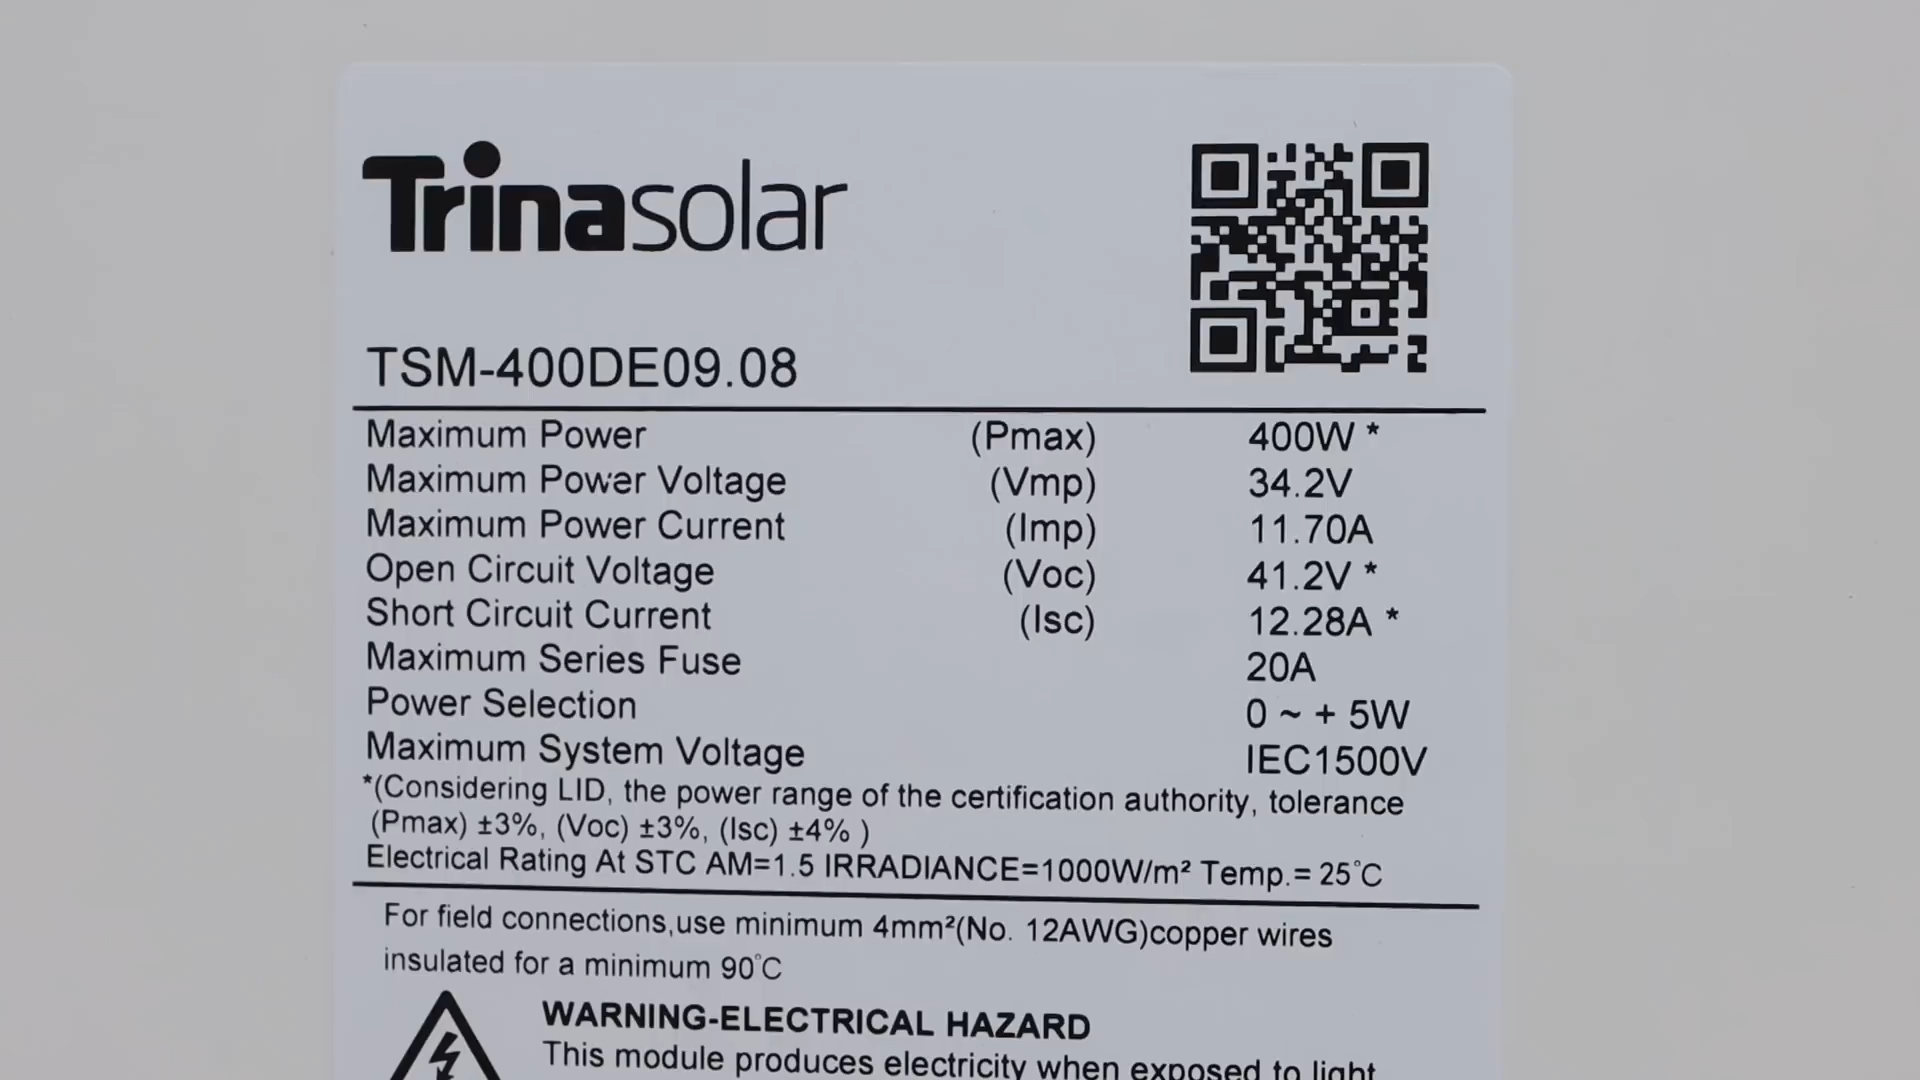 Trinasolar
TSM-400DE09.08
Maximum Power (Pmax) 400W *
Maximum Power Voltage (Vmp) 34.2V
Maximum Power Current (Imp) 11.70A
Open Circuit Voltage (Voc) 41.2V *
Short Circuit Current (Isc) 12.28A *
Maximum Series Fuse 20A
Power Selection 0 ~ + 5W
Maximum System Voltage IEC1500V
*(Considering LID, the power range of the certification authority, tolerance
(Pmax) ±3%, (Voc) ±3%, (Isc) ±4% )
Electrical Rating At STC AM=1.5 IRRADIANCE=1000W/m² Temp.= 25°C
For field connections,use minimum 4mm²(No. 12AWG)copper wires
insulated for a minimum 90°C
WARNING-ELECTRICAL HAZARD
This module produces electricity when exposed to light